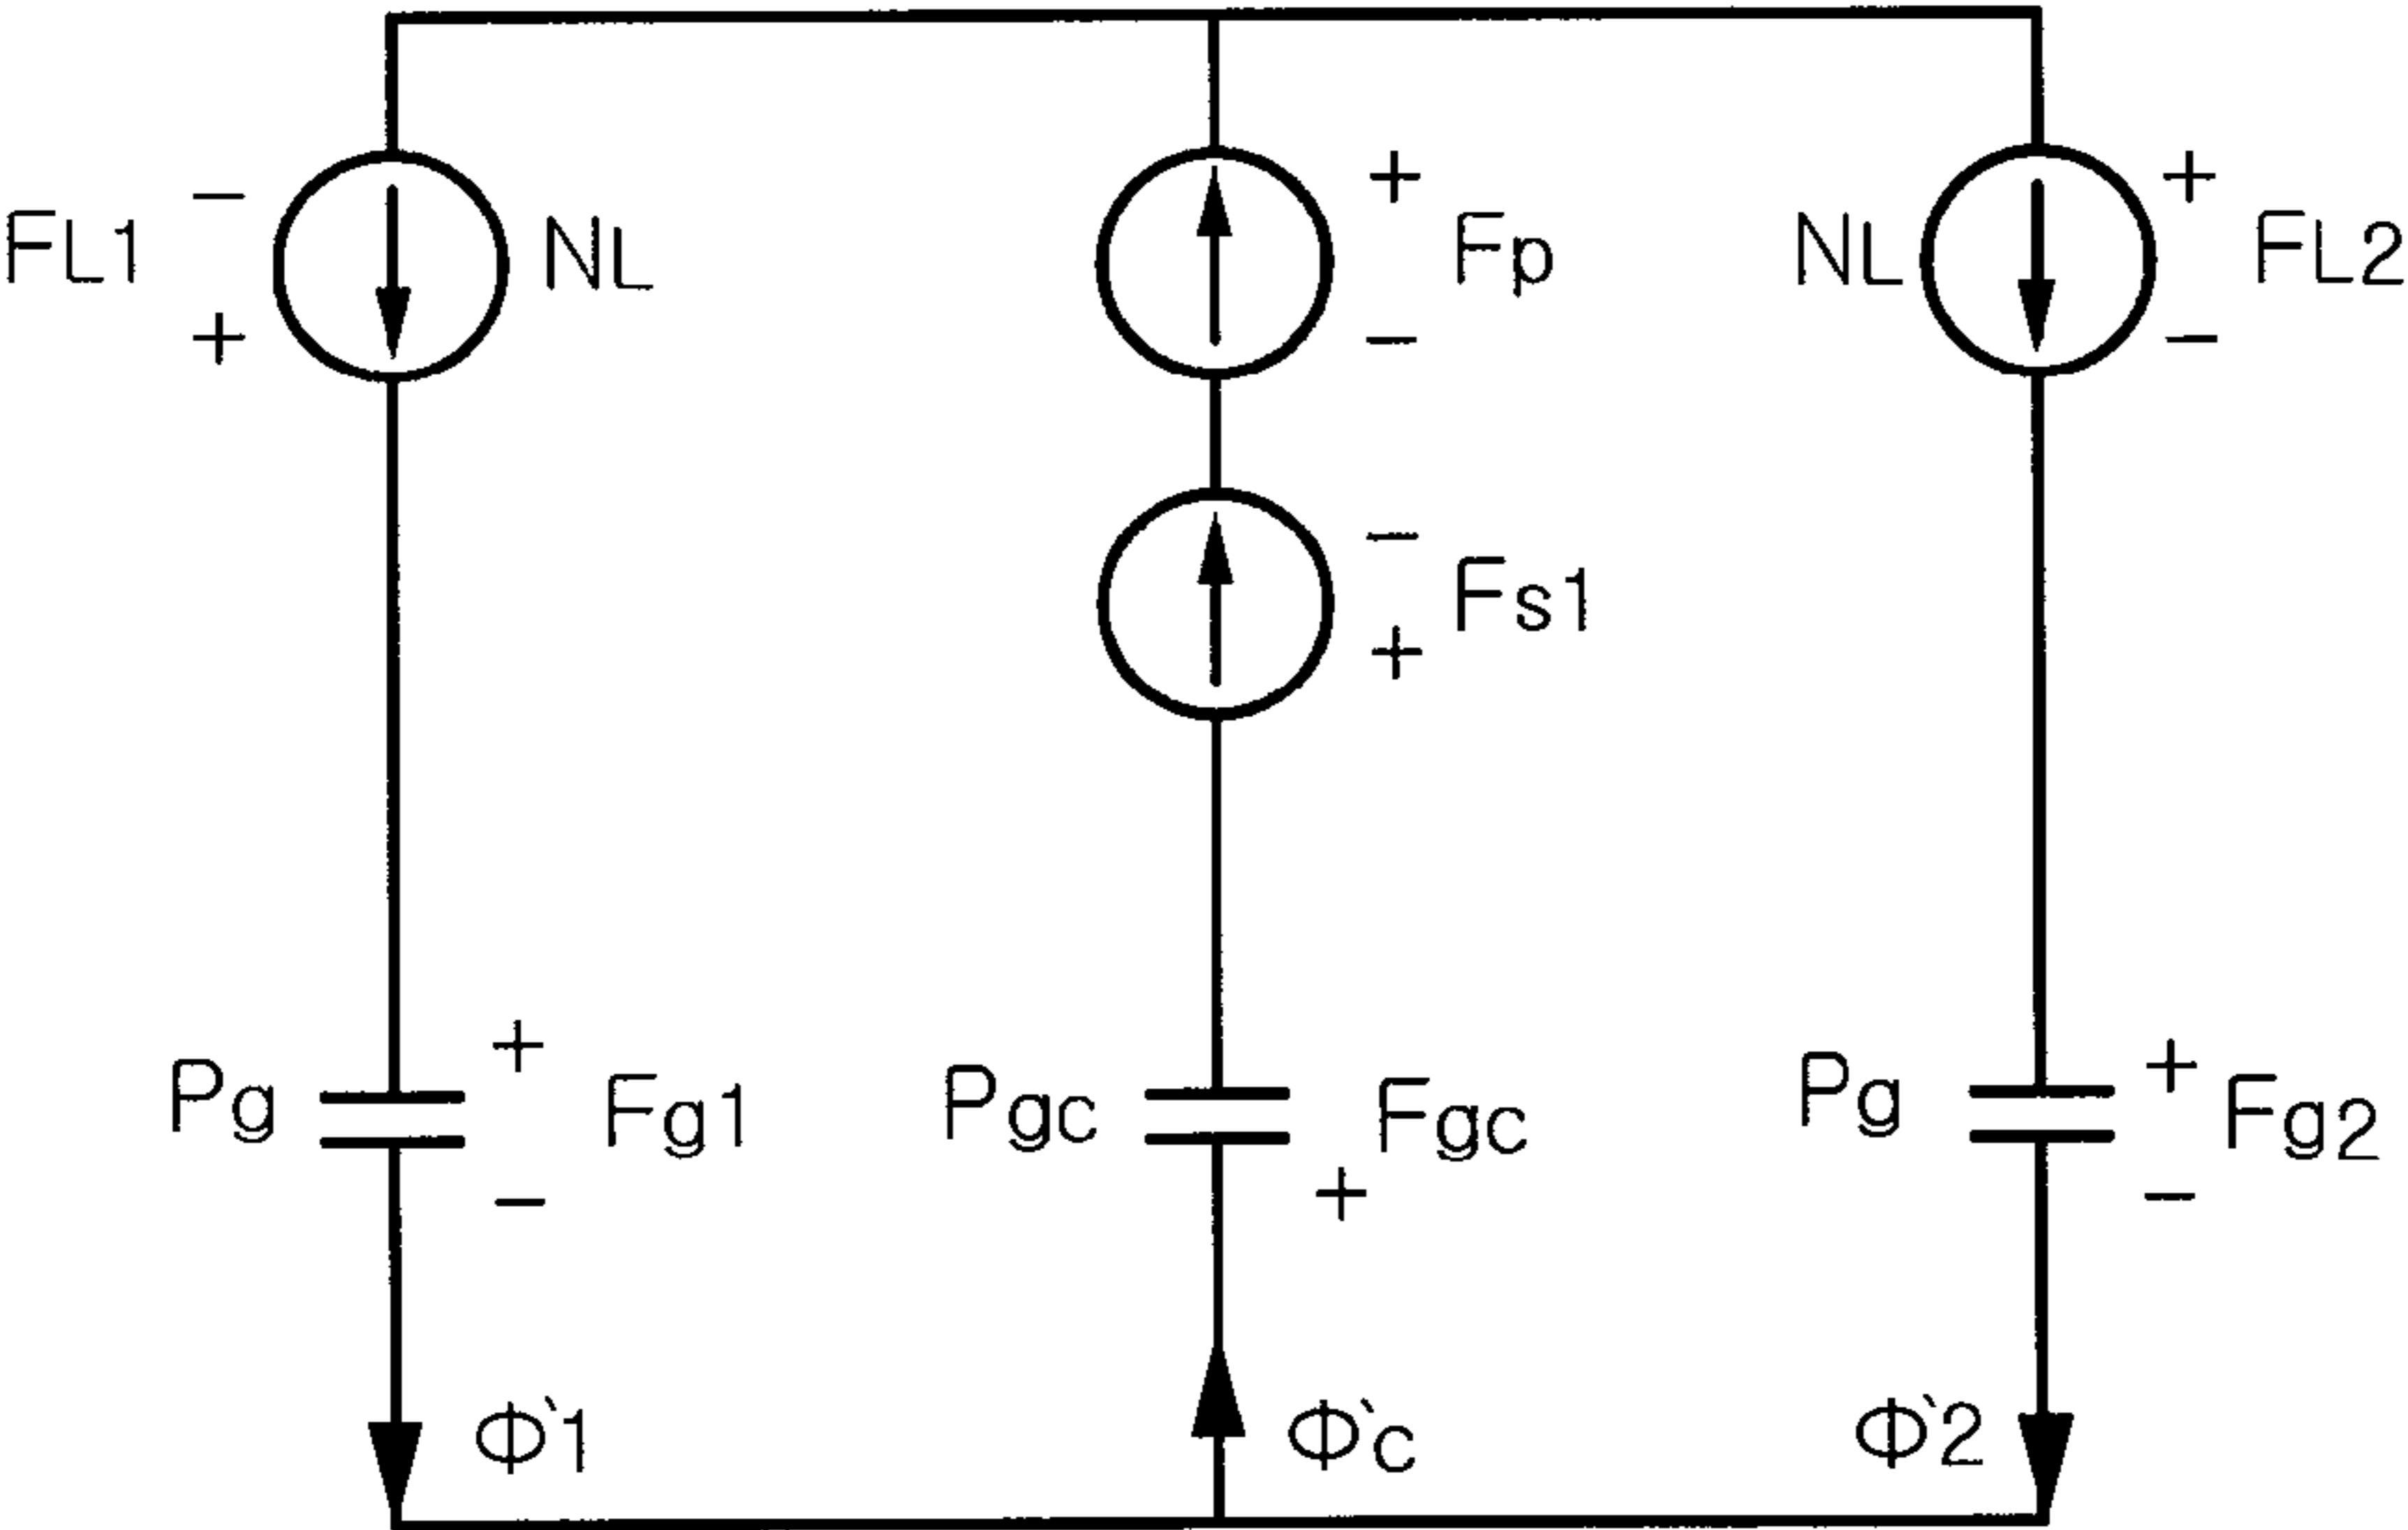 −
FL1
+
NL
+
Fp
−
NL
+
FL2
−
−
Fs1
+
Pg
+
Fg1
−
Pgc
Fgc
+
Pg
+
Fg2
−
Φ`1
Φ`c
Φ`2